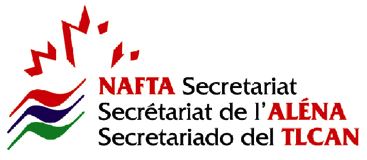 NAFTA Secretariat
Secrétariat de l'ALÉNA
Secretariado del TLCAN